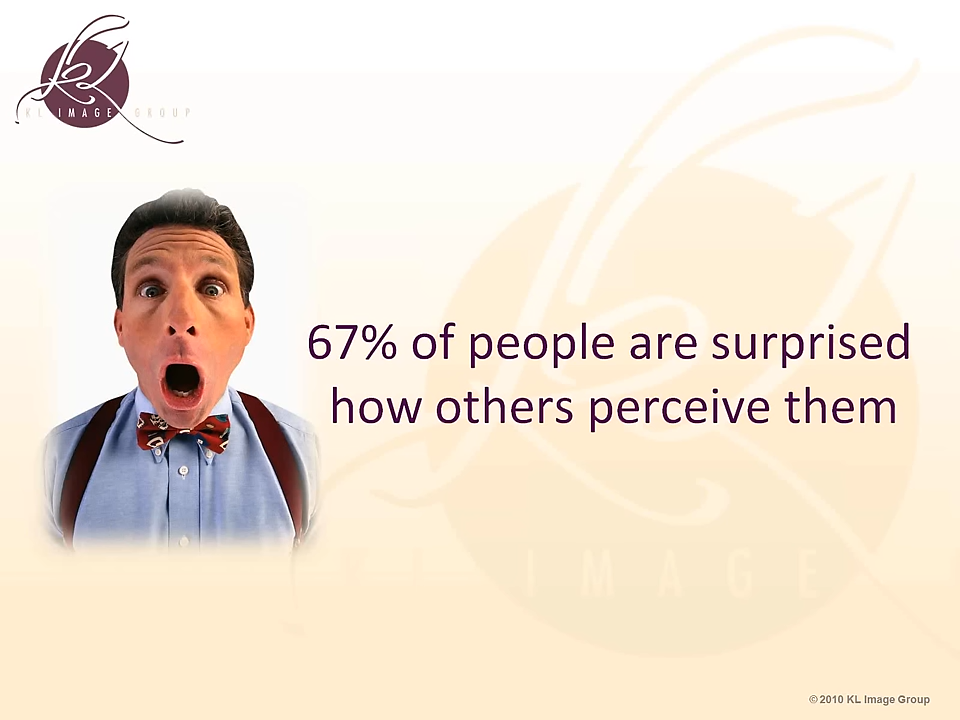 KL IMAGE GROUP
67% of people are surprised
how others perceive them
IMAGE
© 2010 KL Image Group